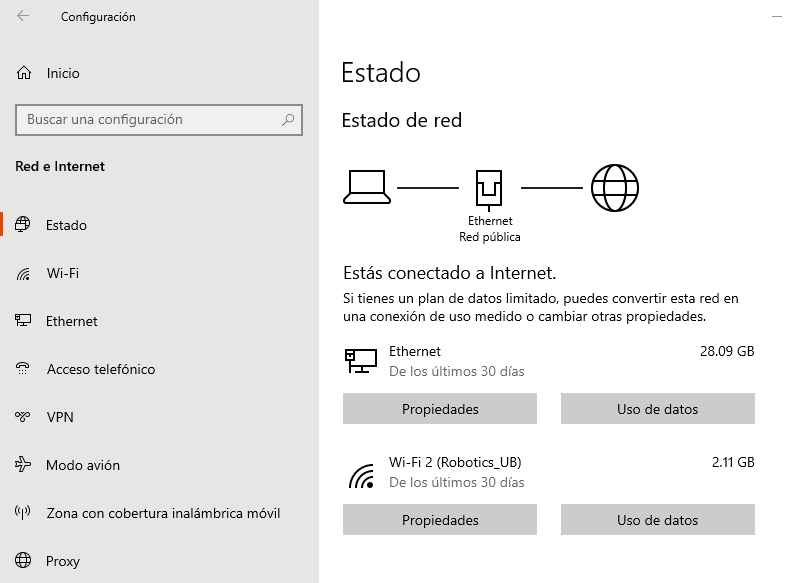 Configuración
Inicio
Buscar una configuración
Red e Internet
Estado
Wi-Fi
Ethernet
Acceso telefónico
VPN
Modo avión
Zona con cobertura inalámbrica móvil
Proxy
Estado
Estado de red
Ethernet
Red pública
Estás conectado a Internet.
Si tienes un plan de datos limitado, puedes convertir esta red en
una conexión de uso medido o cambiar otras propiedades.
Ethernet 28.09 GB
De los últimos 30 días
Propiedades Uso de datos
Wi-Fi 2 (Robotics_UB) 2.11 GB
De los últimos 30 días
Propiedades Uso de datos